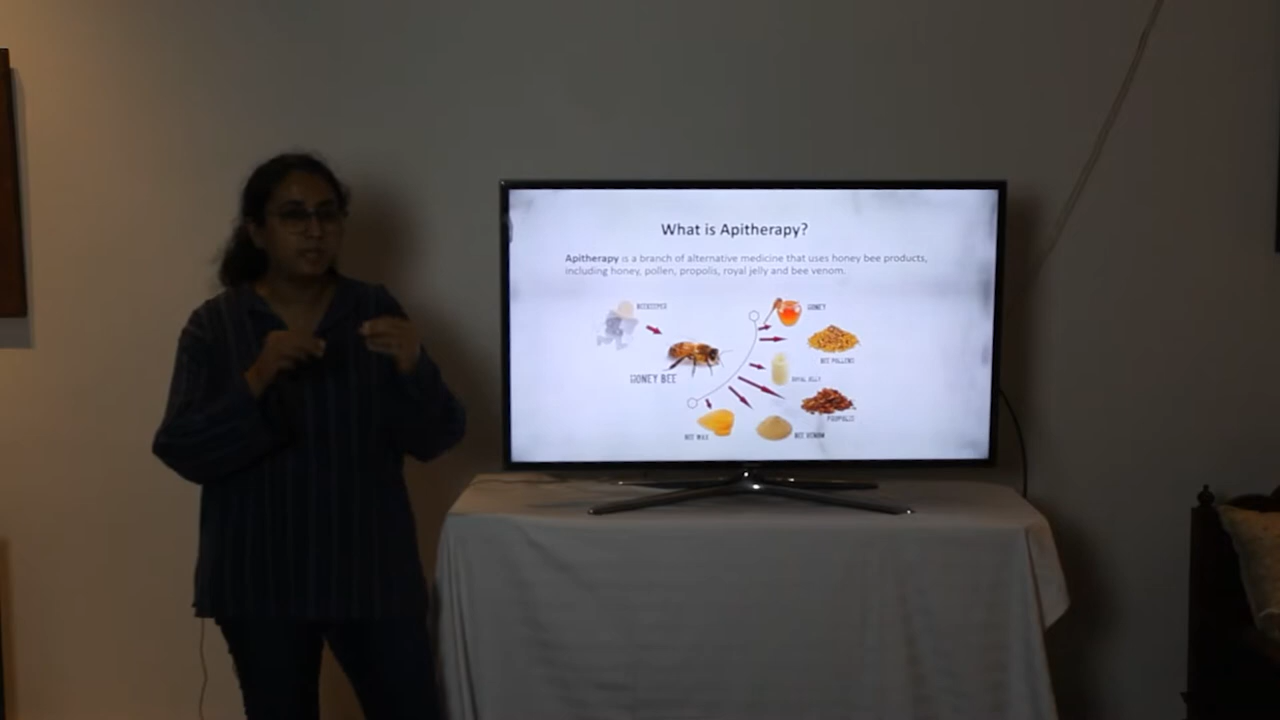 What is Apitherapy?
Apitherapy is a branch of alternative medicine that uses honey bee products,
including honey, pollen, propolis, royal jelly and bee venom.
BEEKEEPER
HONEY
BEE POLLENS
HONEY BEE
ROYAL JELLY
PROPOLIS
BEE WAX
BEE VENOM